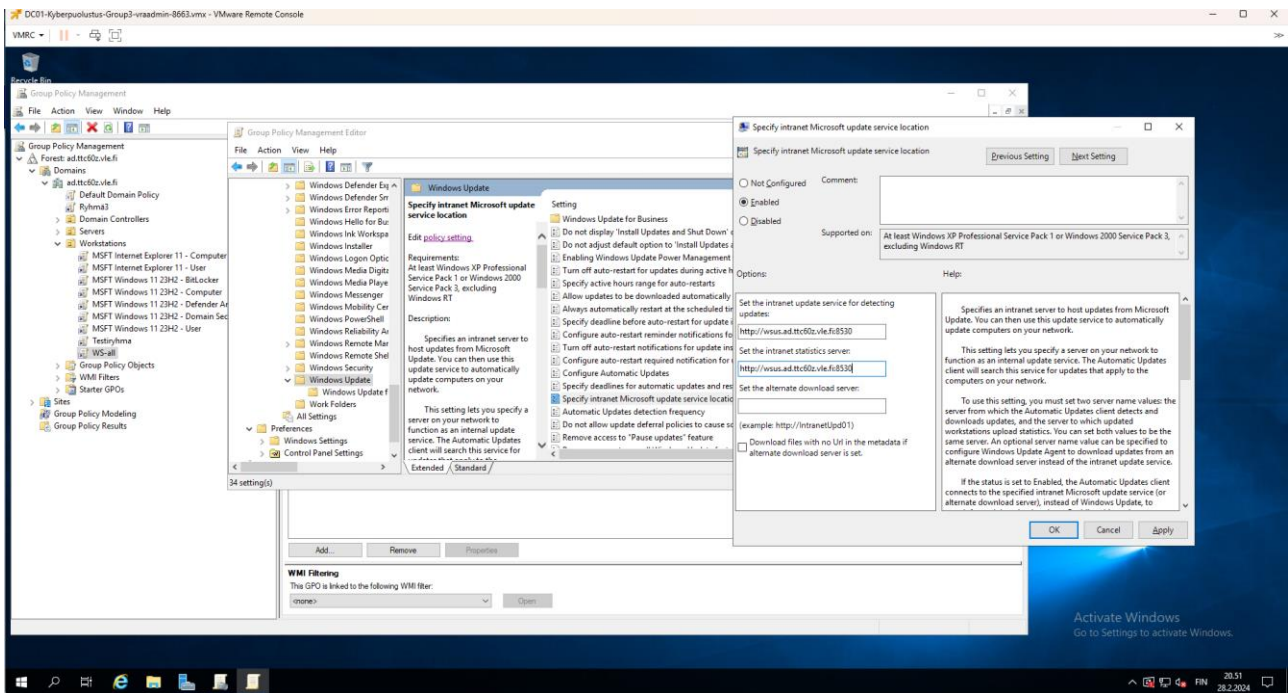 DC01-Kyberpuolustus-Group3-vraadmin-8663.vmx - VMware Remote Console
VMRC
Recycle Bin
Group Policy Management
File Action View Window Help
Group Policy Management
Forest: ad.ttc60z.vle.fi
Domains
ad.ttc60z.vle.fi
Default Domain Policy
Ryhmä3
Domain Controllers
Servers
Workstations
MSFT Internet Explorer 11 - Computer
MSFT Internet Explorer 11 - User
MSFT Windows 11 23H2 - BitLocker
MSFT Windows 11 23H2 - Computer
MSFT Windows 11 23H2 - Defender An
MSFT Windows 11 23H2 - Domain Sec
MSFT Windows 11 23H2 - User
Testiryhma
WS-all
Group Policy Objects
WMI Filters
Starter GPOs
Sites
Group Policy Modeling
Group Policy Results
Group Policy Management Editor
File Action View Help
Windows Defender Exp
Windows Defender Sm
Windows Error Reporti
Windows Hello for Bus
Windows Ink Workspa
Windows Installer
Windows Logon Optic
Windows Media Digita
Windows Media Playe
Windows Messenger
Windows Mobility Cer
Windows PowerShell
Windows Reliability An
Windows Remote Mar
Windows Remote Shel
Windows Security
Windows Update
Windows Update f
Work Folders
All Settings
Preferences
Windows Settings
Control Panel Settings
34 setting(s)
Windows Update
Specify intranet Microsoft update
service location
Edit policy setting.
Requirements:
At least Windows XP Professional
Service Pack 1 or Windows 2000
Service Pack 3, excluding
Windows RT
Description:
Specifies an intranet server to
host updates from Microsoft
Update. You can then use this
update service to automatically
update computers on your
network.
This setting lets you specify a
server on your network to
function as an internal update
service. The Automatic Updates
client will search this service for
Setting
Windows Update for Business
Do not display 'Install Updates and Shut Down'
Do not adjust default option to 'Install Updates a
Enabling Windows Update Power Management
Turn off auto-restart for updates during active h
Specify active hours range for auto-restarts
Allow updates to be downloaded automatically
Always automatically restart at the scheduled tim
Specify deadline before auto-restart for update i
Configure auto-restart reminder notifications fo
Turn off auto-restart notifications for update ins
Configure auto-restart required notification for
Configure Automatic Updates
Specify deadlines for automatic updates and res
Specify intranet Microsoft update service locatio
Automatic Updates detection frequency
Do not allow update deferral policies to cause sc
Remove access to "Pause updates" feature
Extended Standard
Add... Remove Properties
WMI Filtering
This GPO is linked to the following WMI filter:
<none> Open
Specify intranet Microsoft update service location
Specify intranet Microsoft update service location
Previous Setting Next Setting
Not Configured Comment:
Enabled
Disabled
Supported on: At least Windows XP Professional Service Pack 1 or Windows 2000 Service Pack 3,
excluding Windows RT
Options: Help:
Set the intranet update service for detecting
updates:
http://wsus.ad.ttc60z.vle.fi:8530
Set the intranet statistics server:
http://wsus.ad.ttc60z.vle.fi:8530
Set the alternate download server:
(example: http://IntranetUpd01)
Download files with no Url in the metadata if
alternate download server is set.
Specifies an intranet server to host updates from Microsoft
Update. You can then use this update service to automatically
update computers on your network.
This setting lets you specify a server on your network to
function as an internal update service. The Automatic Updates
client will search this service for updates that apply to the
computers on your network.
To use this setting, you must set two server name values: the
server from which the Automatic Updates client detects and
downloads updates, and the server to which updated
workstations upload statistics. You can set both values to be the
same server. An optional server name value can be specified to
configure Windows Update Agent to download updates from an
alternate download server instead of the intranet update service.
If the status is set to Enabled, the Automatic Updates client
connects to the specified intranet Microsoft update service (or
alternate download server), instead of Windows Update, to
OK Cancel Apply
Activate Windows
Go to Settings to activate Windows.
FIN
20.51
28.2.2024